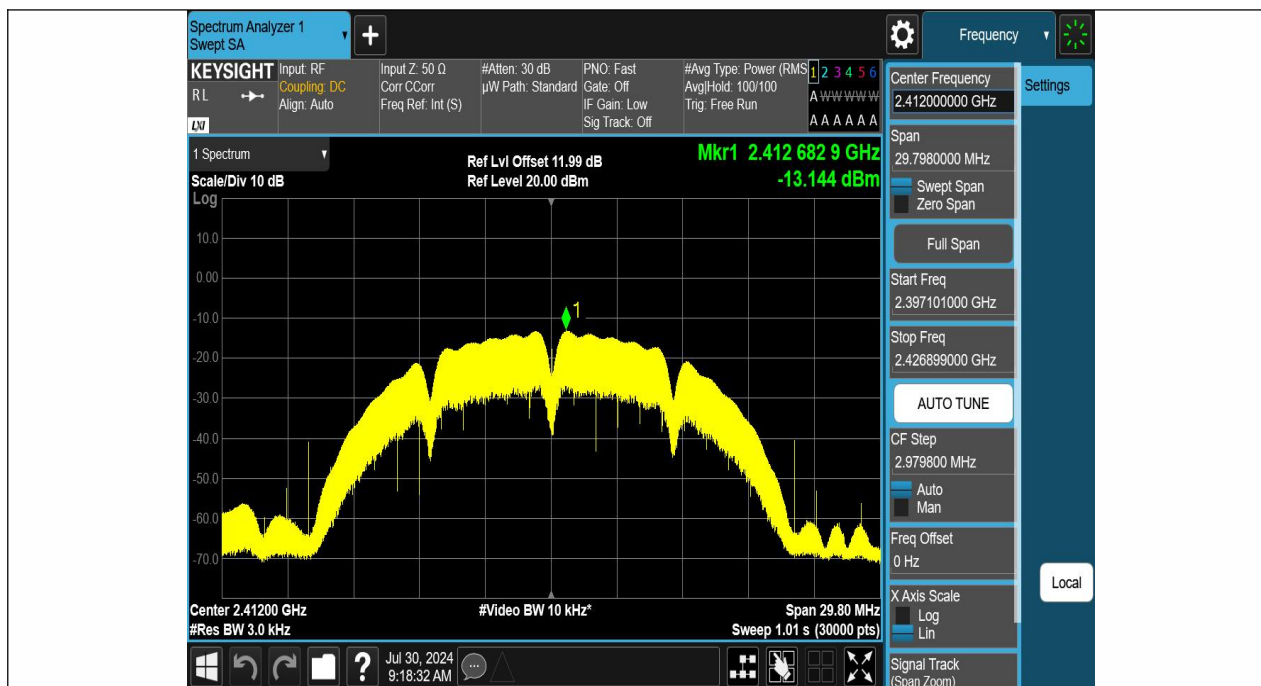 Spectrum Analyzer 1
Swept SA
+
Frequency
KEYSIGHT
RL
LXI
Input: RF
Coupling: DC
Align: Auto
Input Z: 50 Ω
Corr CCorr
Freq Ref: Int (S)
#Atten: 30 dB
µW Path: Standard
PNO: Fast
Gate: Off
IF Gain: Low
Sig Track: Off
#Avg Type: Power (RMS
Avg|Hold: 100/100
Trig: Free Run
1 2 3 4 5 6
A W W W W W
A A A A A A
1 Spectrum
Scale/Div 10 dB
Ref Lvl Offset 11.99 dB
Ref Level 20.00 dBm
Mkr1 2.412 682 9 GHz
-13.144 dBm
Log
10.0
0.00
-10.0
-20.0
-30.0
-40.0
-50.0
-60.0
-70.0
1
Center 2.41200 GHz
#Res BW 3.0 kHz
#Video BW 10 kHz*
Span 29.80 MHz
Sweep 1.01 s (30000 pts)
?
Jul 30, 2024
9:18:32 AM
Center Frequency
2.412000000 GHz
Settings
Span
29.7980000 MHz
Swept Span
Zero Span
Full Span
Start Freq
2.397101000 GHz
Stop Freq
2.426899000 GHz
AUTO TUNE
CF Step
2.979800 MHz
Auto
Man
Freq Offset
0 Hz
Local
X Axis Scale
Log
Lin
Signal Track
(Span Zoom)